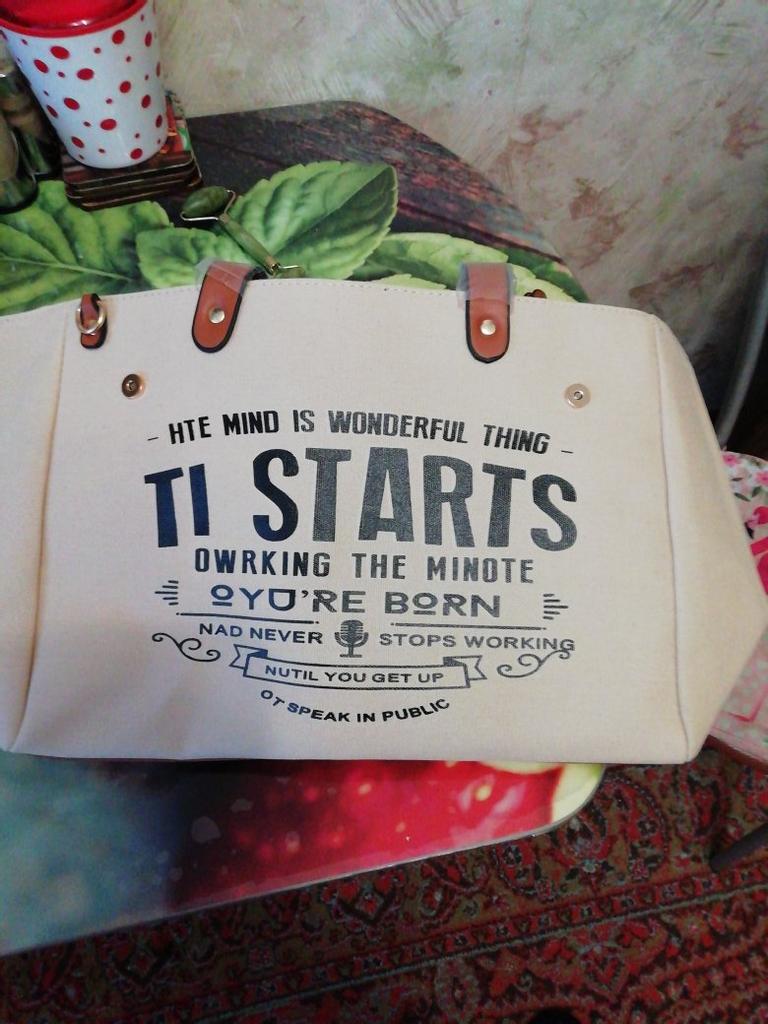 - HTE MIND IS WONDERFUL THING -
TI STARTS
OWRKING THE MINOTE
OYU'RE BORN
NAD NEVER STOPS WORKING
NUTIL YOU GET UP
OT SPEAK IN PUBLIC